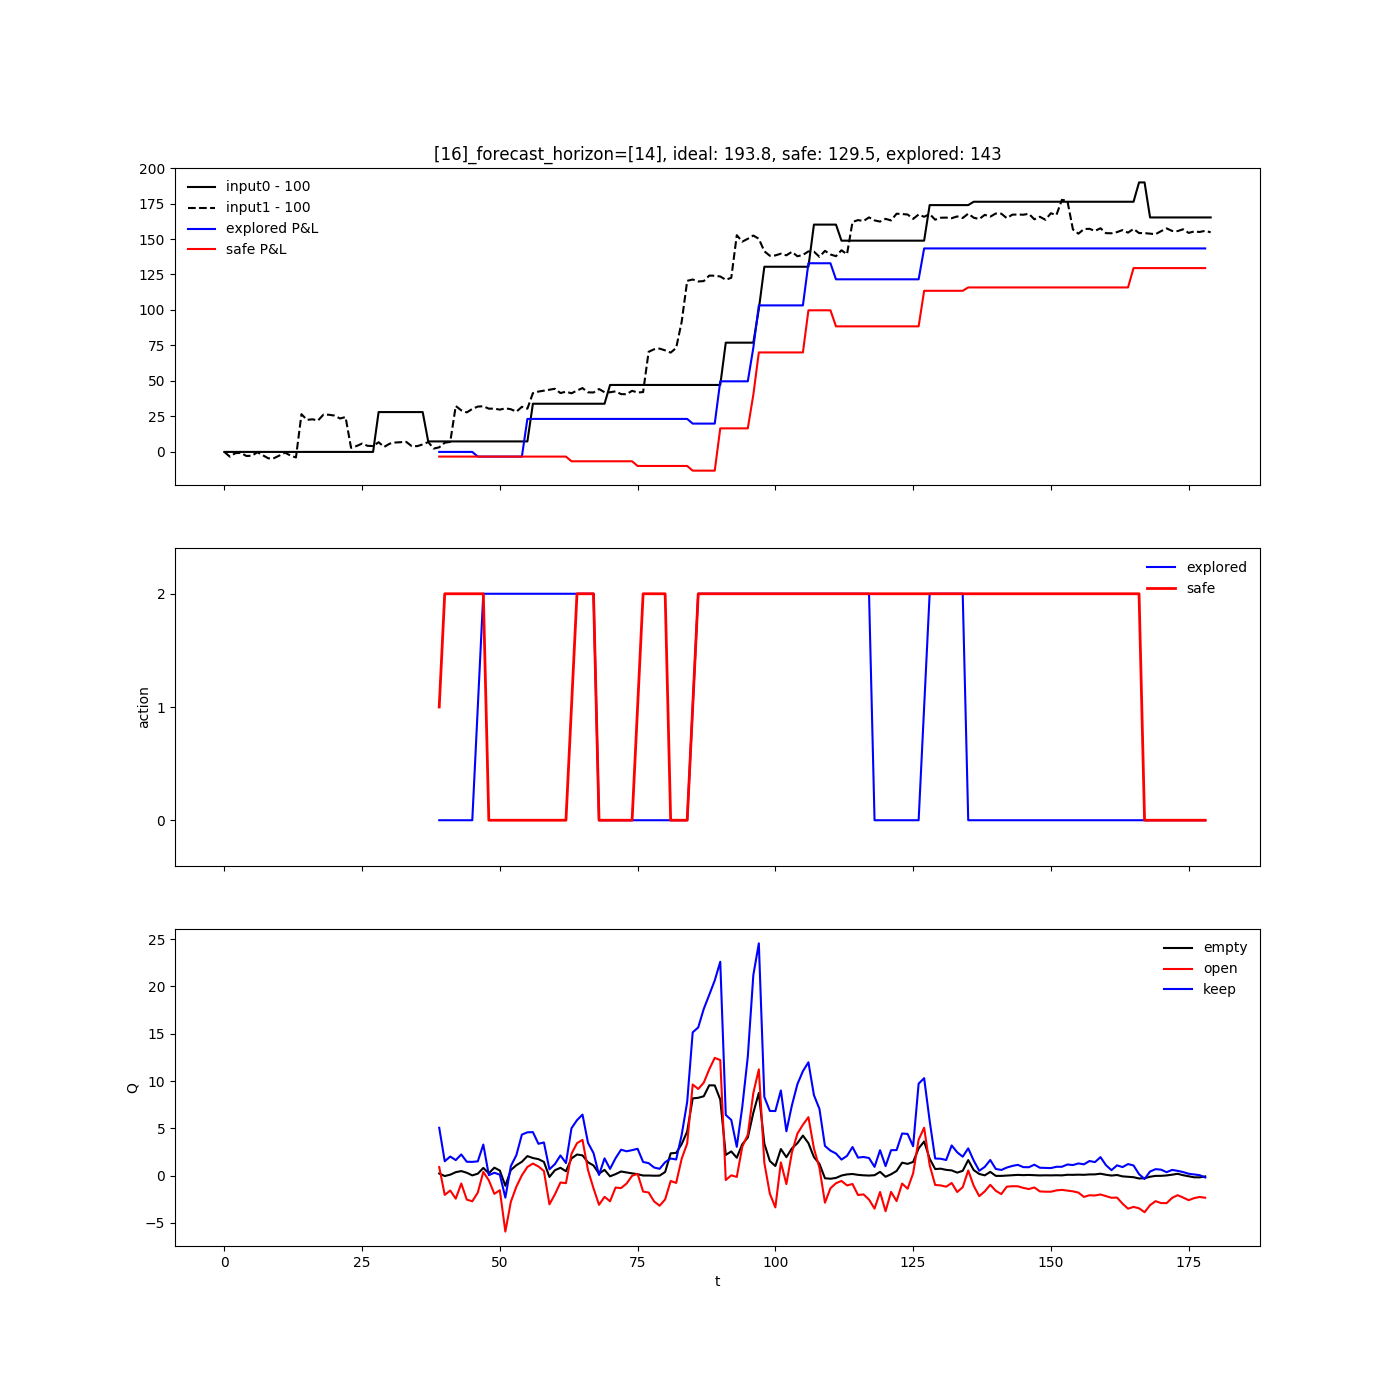 [16]_forecast_horizon=[14], ideal: 193.8, safe: 129.5, explored: 143
200
175
150
125
100
75
50
25
0
input0 - 100
input1 - 100
explored P&L
safe P&L
action
2
1
0
explored
safe
Q
25
20
15
10
5
0
−5
empty
open
keep
0 25 50 75 100 125 150 175
t